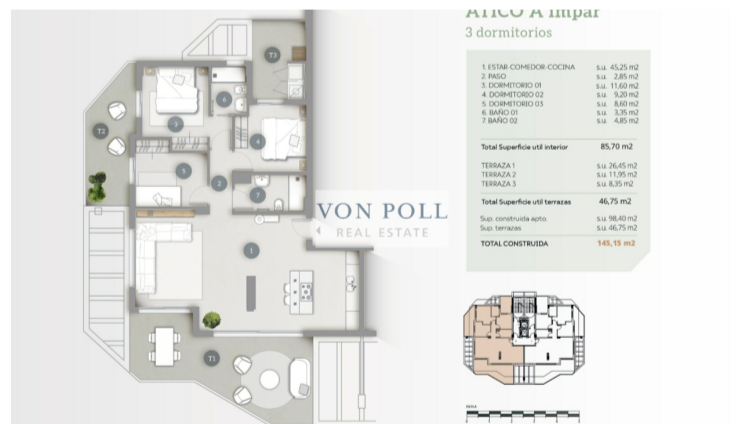 ATICO A Impar
3 dormitorios
1. ESTAR-COMEDOR-COCINA s.u. 45,25 m2
2. PASO s.u. 2,85 m2
3. DORMITORIO 01 s.u. 11,60 m2
4. DORMITORIO 02 s.u. 9,20 m2
5. DORMITORIO 03 s.u. 8,60 m2
6. BAÑO 01 s.u. 3,35 m2
7. BAÑO 02 s.u. 4,85 m2
Total Superficie util interior 85,70 m2
TERRAZA 1 s.u. 26,45 m2
TERRAZA 2 s.u. 11,95 m2
TERRAZA 3 s.u. 8,35 m2
Total Superficie util terrazas 46,75 m2
Sup. construida apto. s.u. 98,40 m2
Sup. terrazas s.u. 46,75 m2
TOTAL CONSTRUIDA 145,15 m2
T3
6
3
T2
4
5
2
7
VON POLL
REAL ESTATE
1
T1